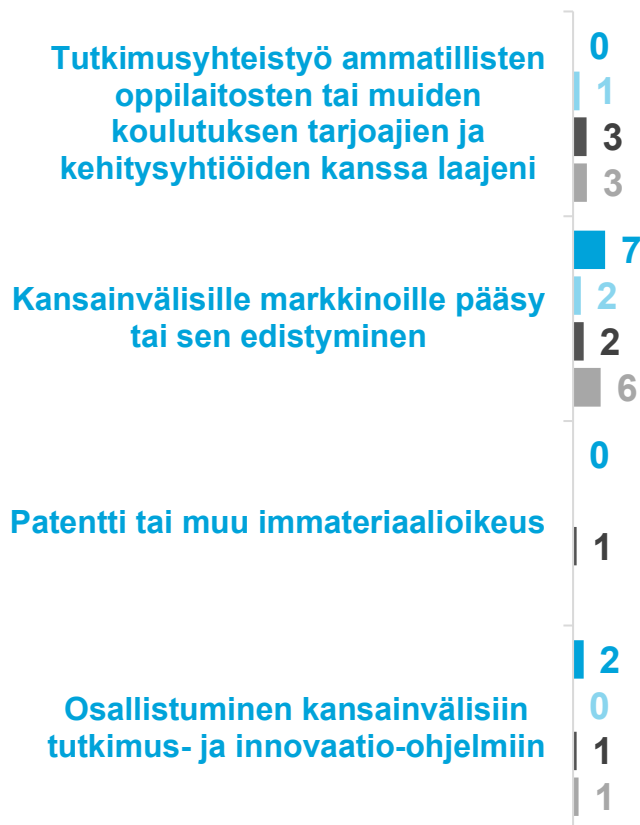 Tutkimusyhteistyö ammatillisten
oppilaitosten tai muiden
koulutuksen tarjoajien ja
kehitysyhtiöiden kanssa laajeni
0
1
3
3
Kansainvälisille markkinoille pääsy
tai sen edistyminen
7
2
2
6
Patentti tai muu immateriaalioikeus
0
1
Osallistuminen kansainvälisiin
tutkimus- ja innovaatio-ohjelmiin
2
0
1
1